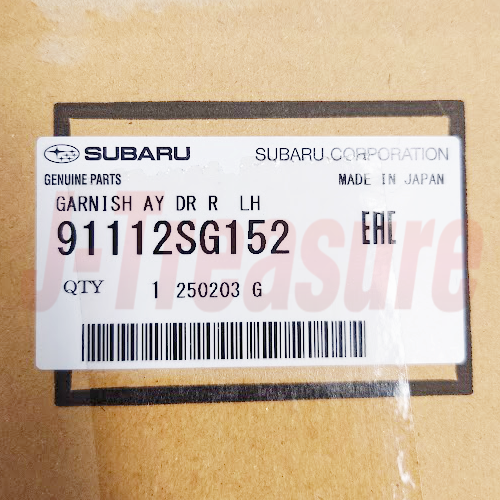 SUBARU SUBARU CORPORATION
GENUINE PARTS MADE IN JAPAN
GARNISH AY DR R LH
91112SG152 EAC
J-Treasure
QTY 1 250203 G